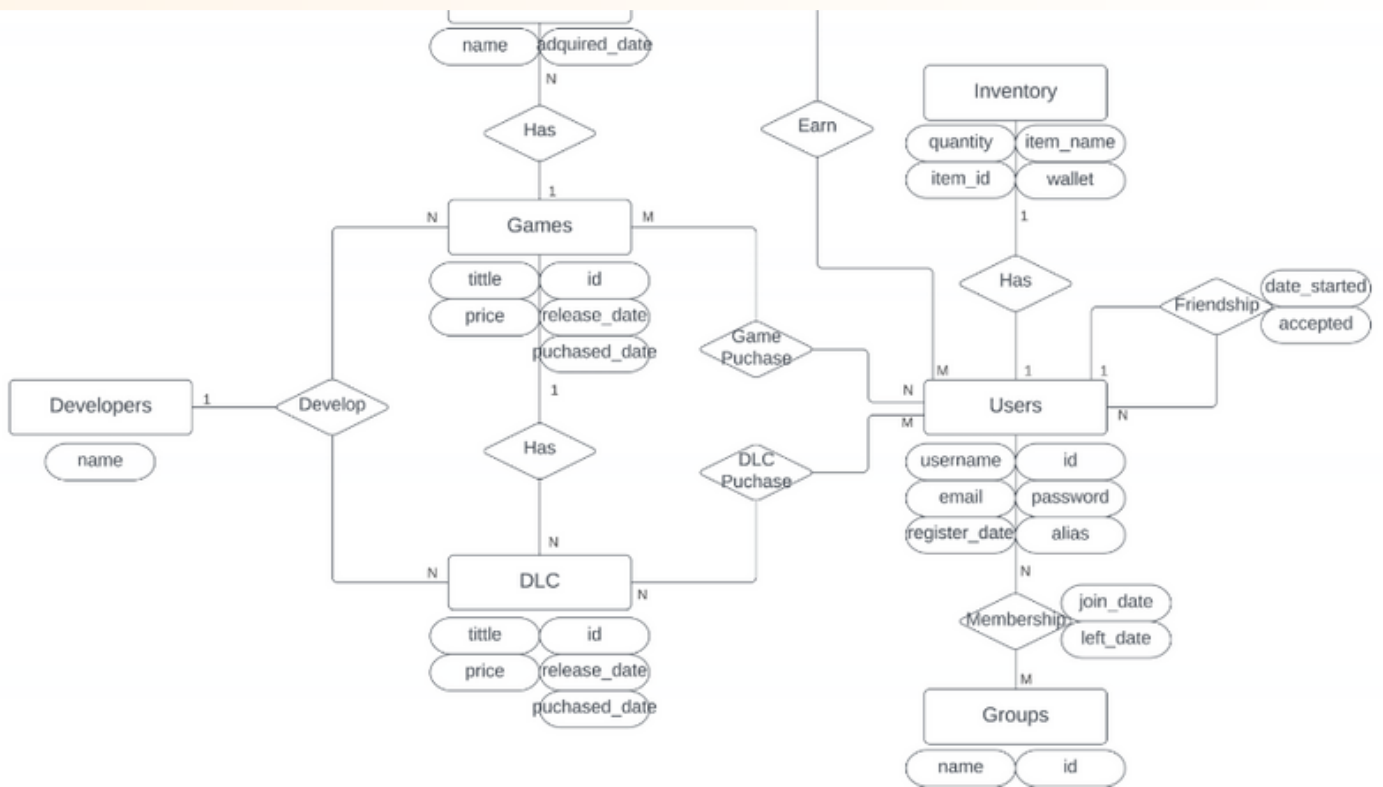 name
adquired_date
N
Has
Earn
Inventory
quantity
item_name
item_id
wallet
1
1
N
Games
M
Has
tittle
id
price
release_date
puchased_date
Friendship
date_started
accepted
Game
Puchase
1
M
1
1
N
Developers
1
Develop
Users
N
M
name
Has
DLC
Puchase
username
id
email
password
register_date
alias
N
N
DLC
N
N
Membership
join_date
left_date
tittle
id
price
release_date
puchased_date
M
Groups
name
id